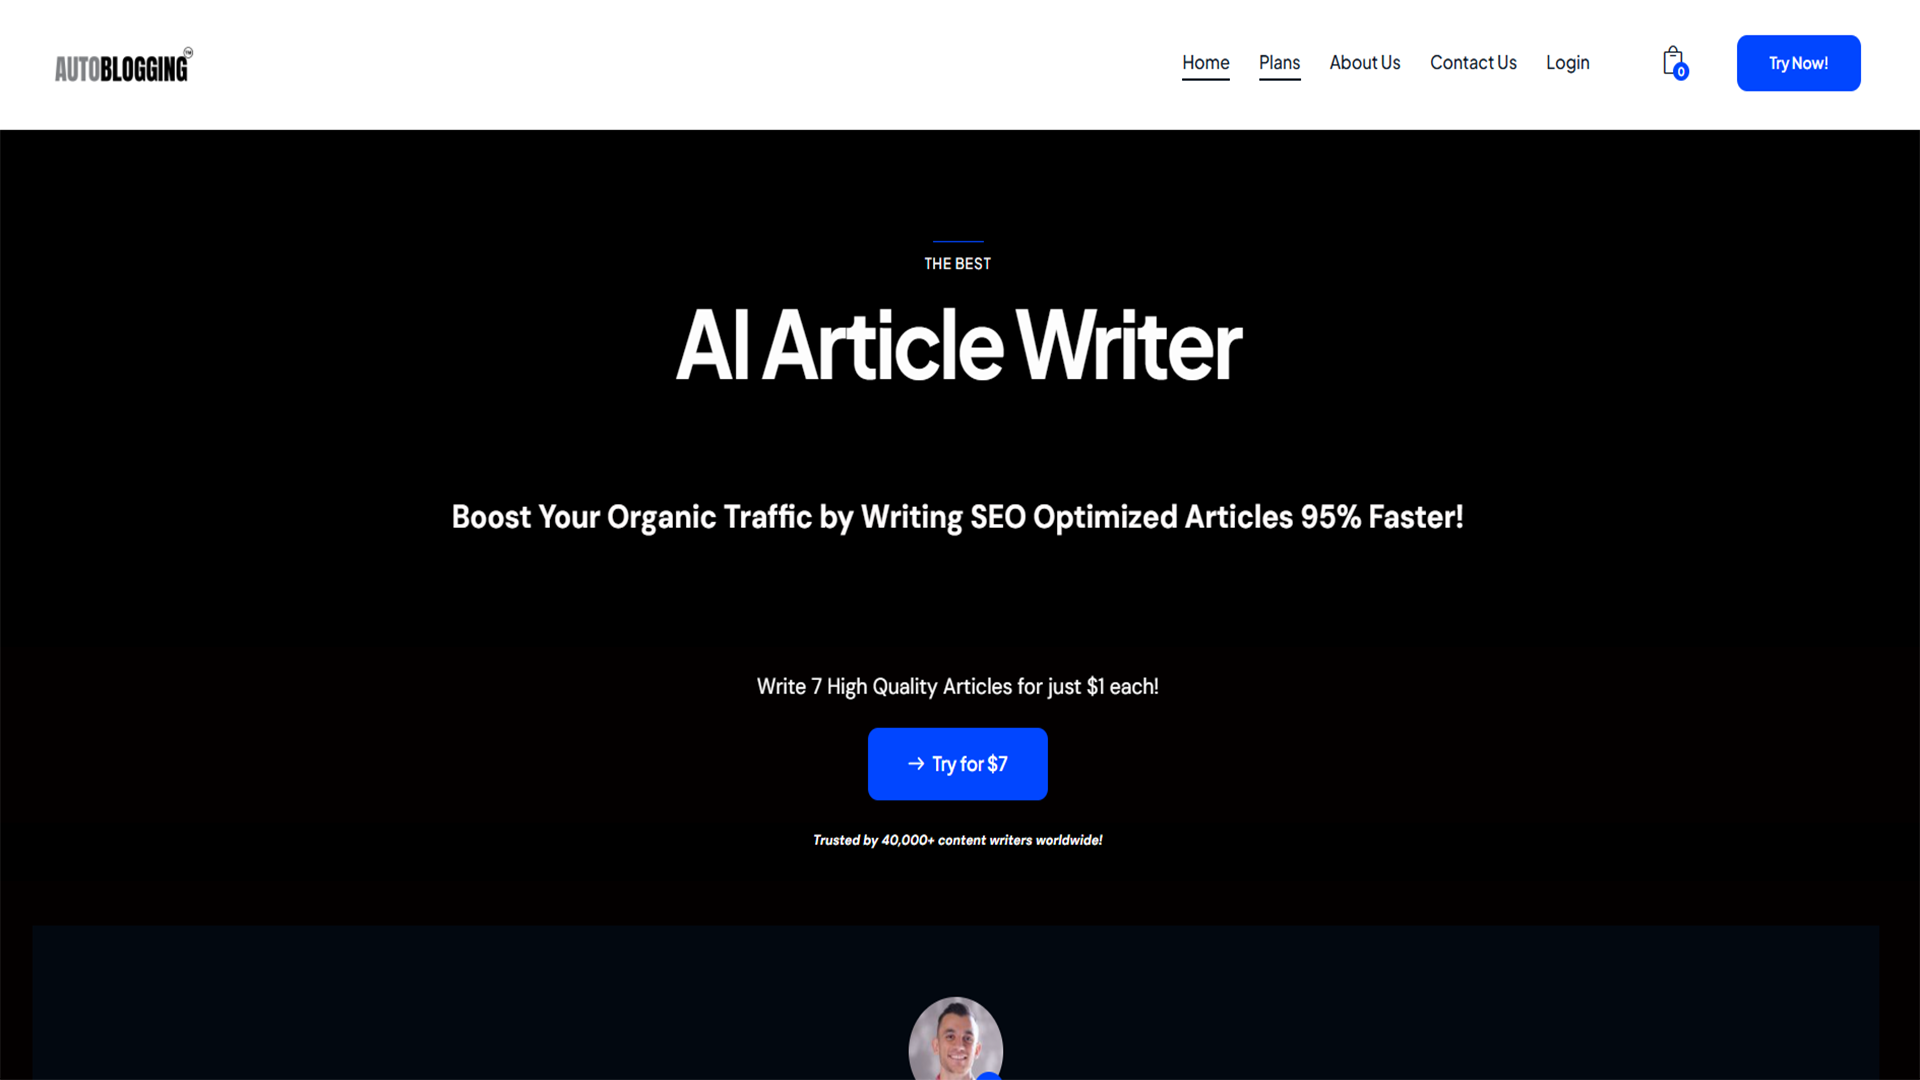 AUTOBLOGGING TM
Home Plans About Us Contact Us Login 0 Try Now!
THE BEST
AI Article Writer
Boost Your Organic Traffic by Writing SEO Optimized Articles 95% Faster!
Write 7 High Quality Articles for just $1 each!
→ Try for $7
Trusted by 40,000+ content writers worldwide!